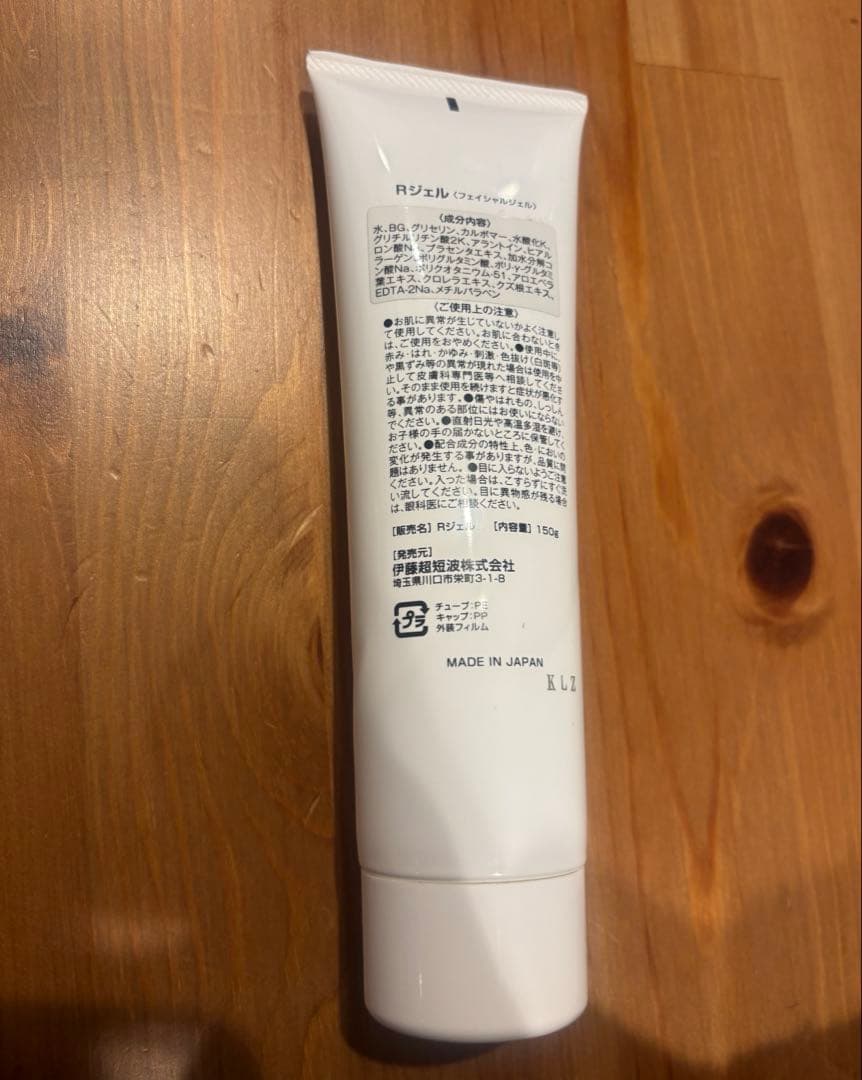 Rジェル〈フェイシャルジェル〉
〈成分内容〉
水、BG、グリセリン、カルボマー、水酸化K、
グリチルリチン酸2K、アラントイン、ヒアル
ロン酸Na、プラセンタエキス、加水分解コ
ラーゲン、ポリグルタミン酸、ポリ-γ-グルタミ
ン酸Na、ポリクオタニウム-51、アロエベラ
葉エキス、クロレラエキス、クズ根エキス、
EDTA-2Na、メチルパラベン
〈ご使用上の注意〉
●お肌に異常が生じていないかよく注意し
て使用してください。お肌に合わないとき
は、ご使用をおやめください。●使用中に、
赤み・はれ・かゆみ・刺激・色抜け(白斑等)
や黒ずみ等の異常が現れた場合は使用を中
止して皮膚科専門医等へ相談してくださ
い。そのまま使用を続けますと症状が悪化す
る事があります。●傷やはれもの、しっしん
等、異常のある部位にはお使いにならない
でください。●直射日光や高温多湿を避け、
お子様の手の届かないところに保管してく
ださい。●配合成分の特性上、色・においの
変化が発生する事がありますが、品質に問
題はありません。●目に入らないようご注意
ください。入った場合は、こすらずにすぐ洗
い流してください。目に異物感が残る場合
は、眼科医にご相談ください。
[販売名] Rジェル [内容量] 150g
[発売元]
伊藤超短波株式会社
埼玉県川口市栄町3-1-8
プラ
チューブ:PE
キャップ:PP
外装フィルム
MADE IN JAPAN
KLZ